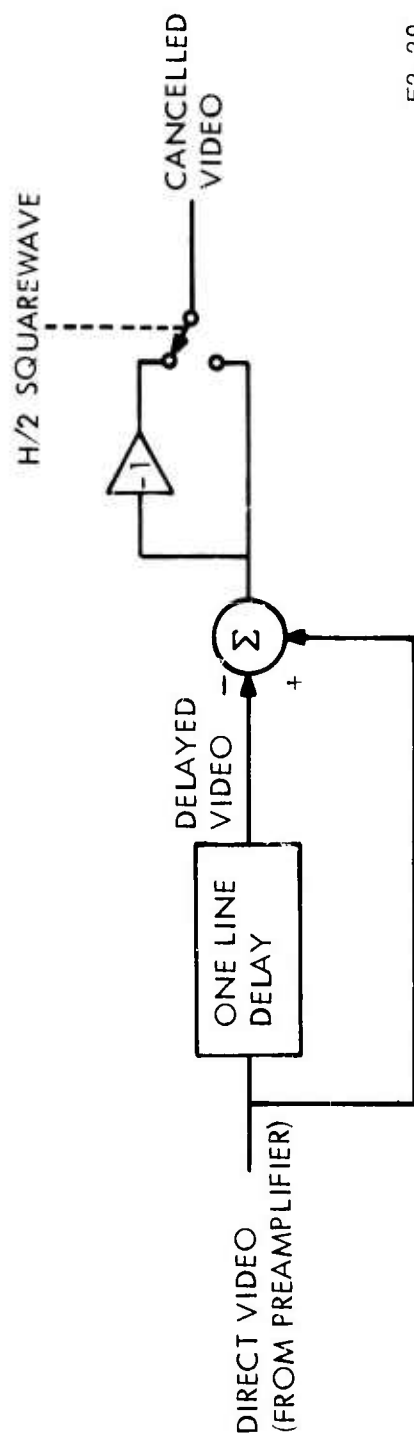 H/2 SQUAREWAVE
CANCELLED
VIDEO
-1
DELAYED
VIDEO
Σ
-
+
ONE LINE
DELAY
DIRECT VIDEO
(FROM PREAMPLIFIER)